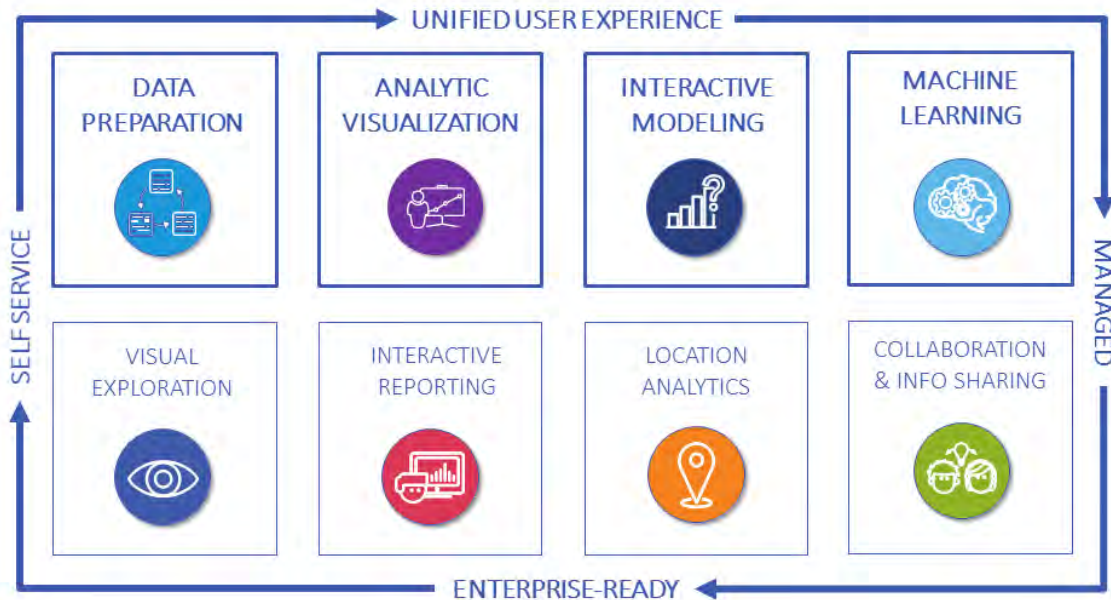 UNIFIED USER EXPERIENCE
DATA
PREPARATION
ANALYTIC
VISUALIZATION
INTERACTIVE
MODELING
MACHINE
LEARNING
SELF SERVICE
MANAGED
VISUAL
EXPLORATION
INTERACTIVE
REPORTING
LOCATION
ANALYTICS
COLLABORATION
& INFO SHARING
ENTERPRISE-READY